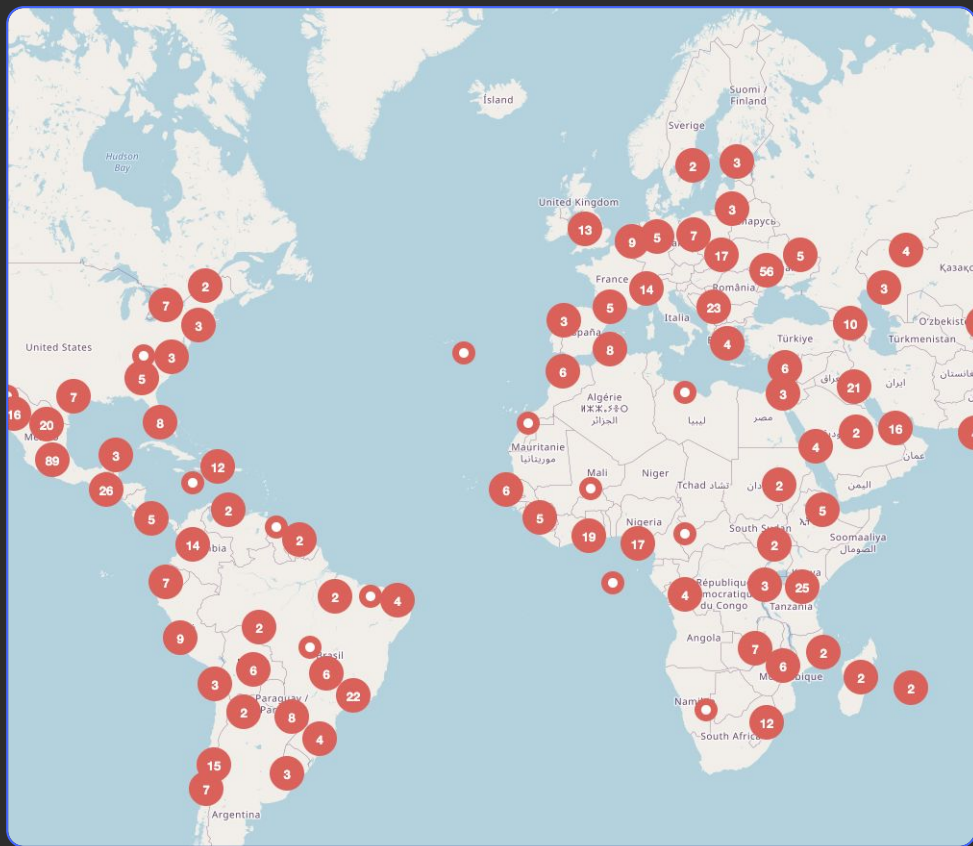 Ísland
Suomi /
Finland
Sverige
Hudson
Bay
2
3
United Kingdom
3
арусь
13
9
5
7
17
5
4
56
Қазақс
France
2
14
România
3
7
5
23
3
3
Italia
10
O'zbekist
United States
paña
4
Türkiye
Türkmenistan
3
8
6
6
5
ایران
7
Algérie
ⵍⵣⵣⴰⵢⴻⵔ
الجزائر
ليبيا
مصر
3
21
16
20
8
2
16
4
عمان
89
3
Mauritanie
موريتانيا
12
Mali
Niger
Tchad تشاد
دان
2
اليمن
26
6
2
5
5
5
Nigeria
South Sudan
Soomaaliya
الصومال
14
bia
2
19
17
2
7
République
démocratique
du Congo
3
25
2
4
4
Tanzania
9
2
Angola
Brasil
7
2
6
6
6
Mozambique
2
3
2
22
Paraguay /
2
8
Namib
12
4
South Africa
15
3
7
Argentina